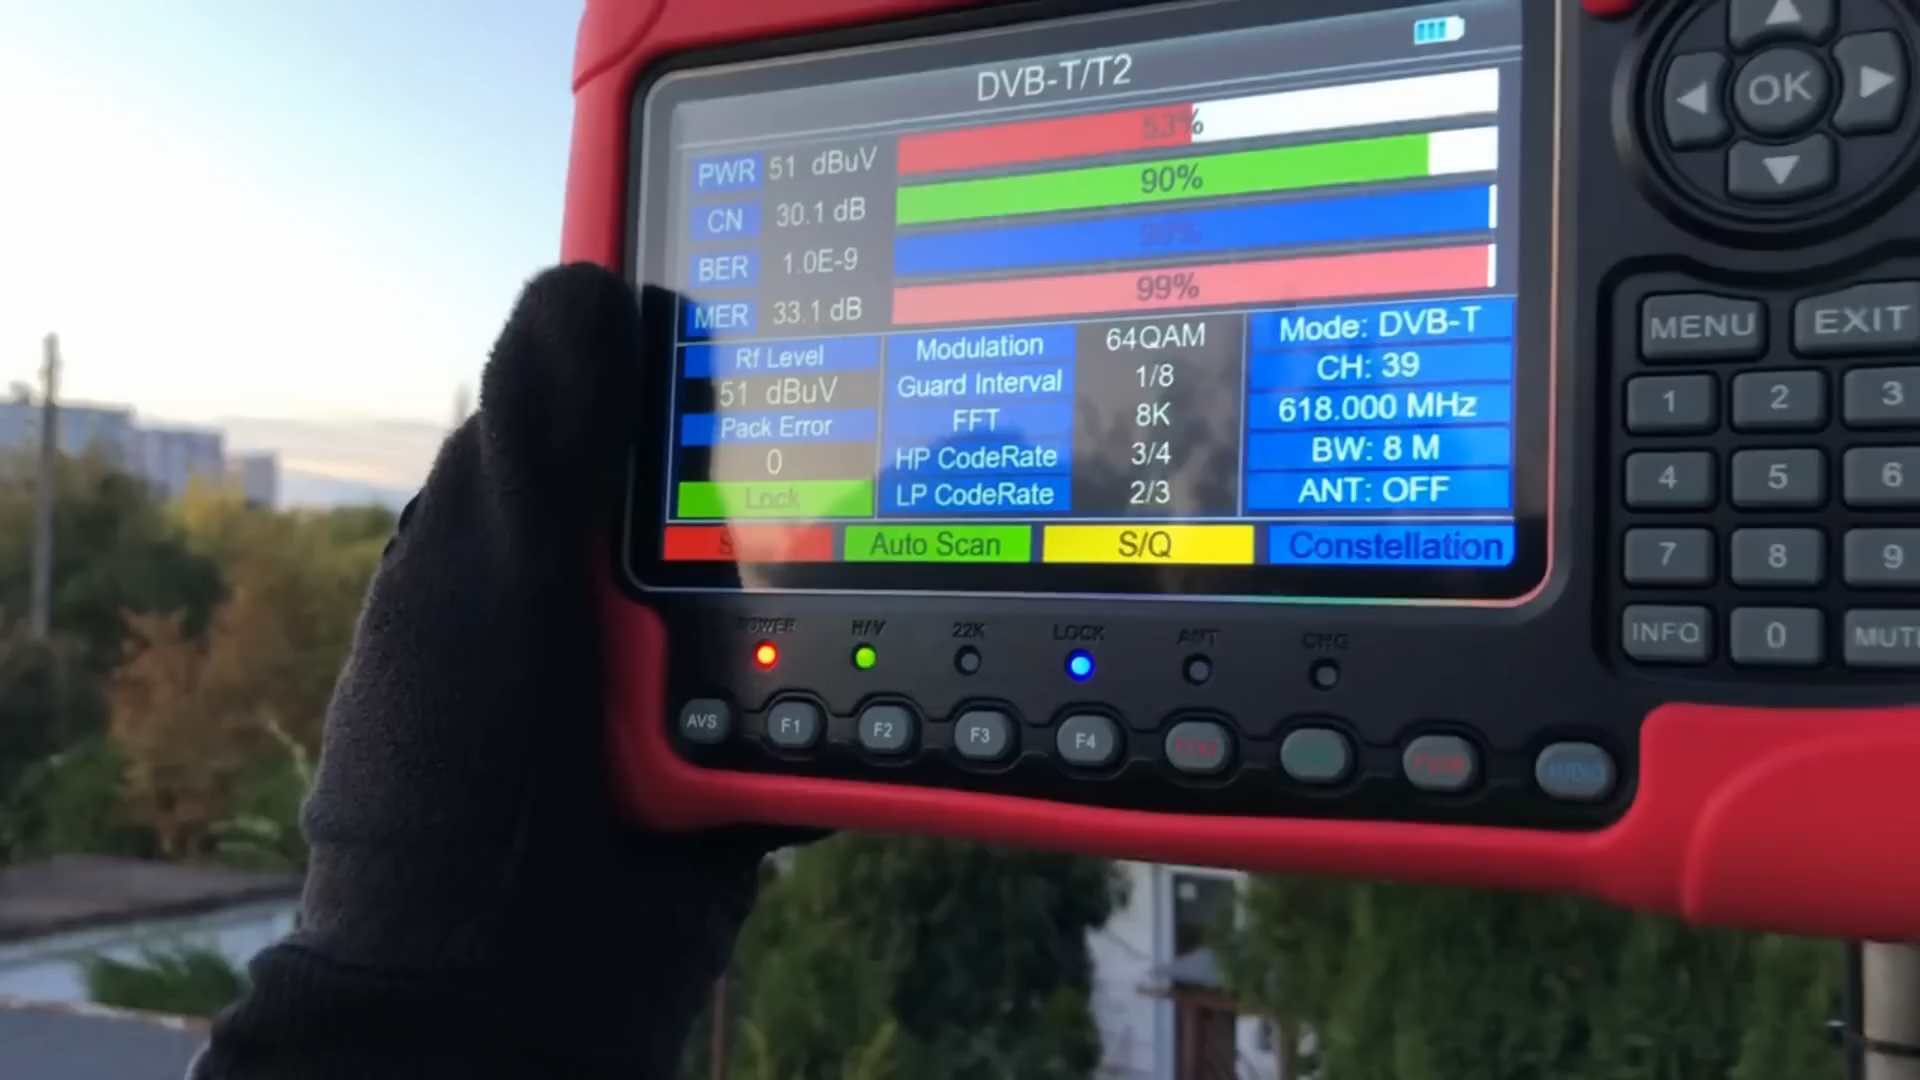 DVB-T/T2
PWR 51 dBuV 53%
CN 30.1 dB 90%
BER 1.0E-9 99%
MER 33.1 dB 99%
Rf Level
51 dBuV
Pack Error
0
Lock
Modulation 64QAM
Guard Interval 1/8
FFT 8K
HP CodeRate 3/4
LP CodeRate 2/3
Mode: DVB-T
CH: 39
618.000 MHz
BW: 8 M
ANT: OFF
Auto Scan S/Q Constellation
POWER H/V 22K LOCK ANT CHG
AVS F1 F2 F3 F4 AUDIO
OK
MENU EXIT
1 2 3
4 5 6
7 8 9
INFO 0